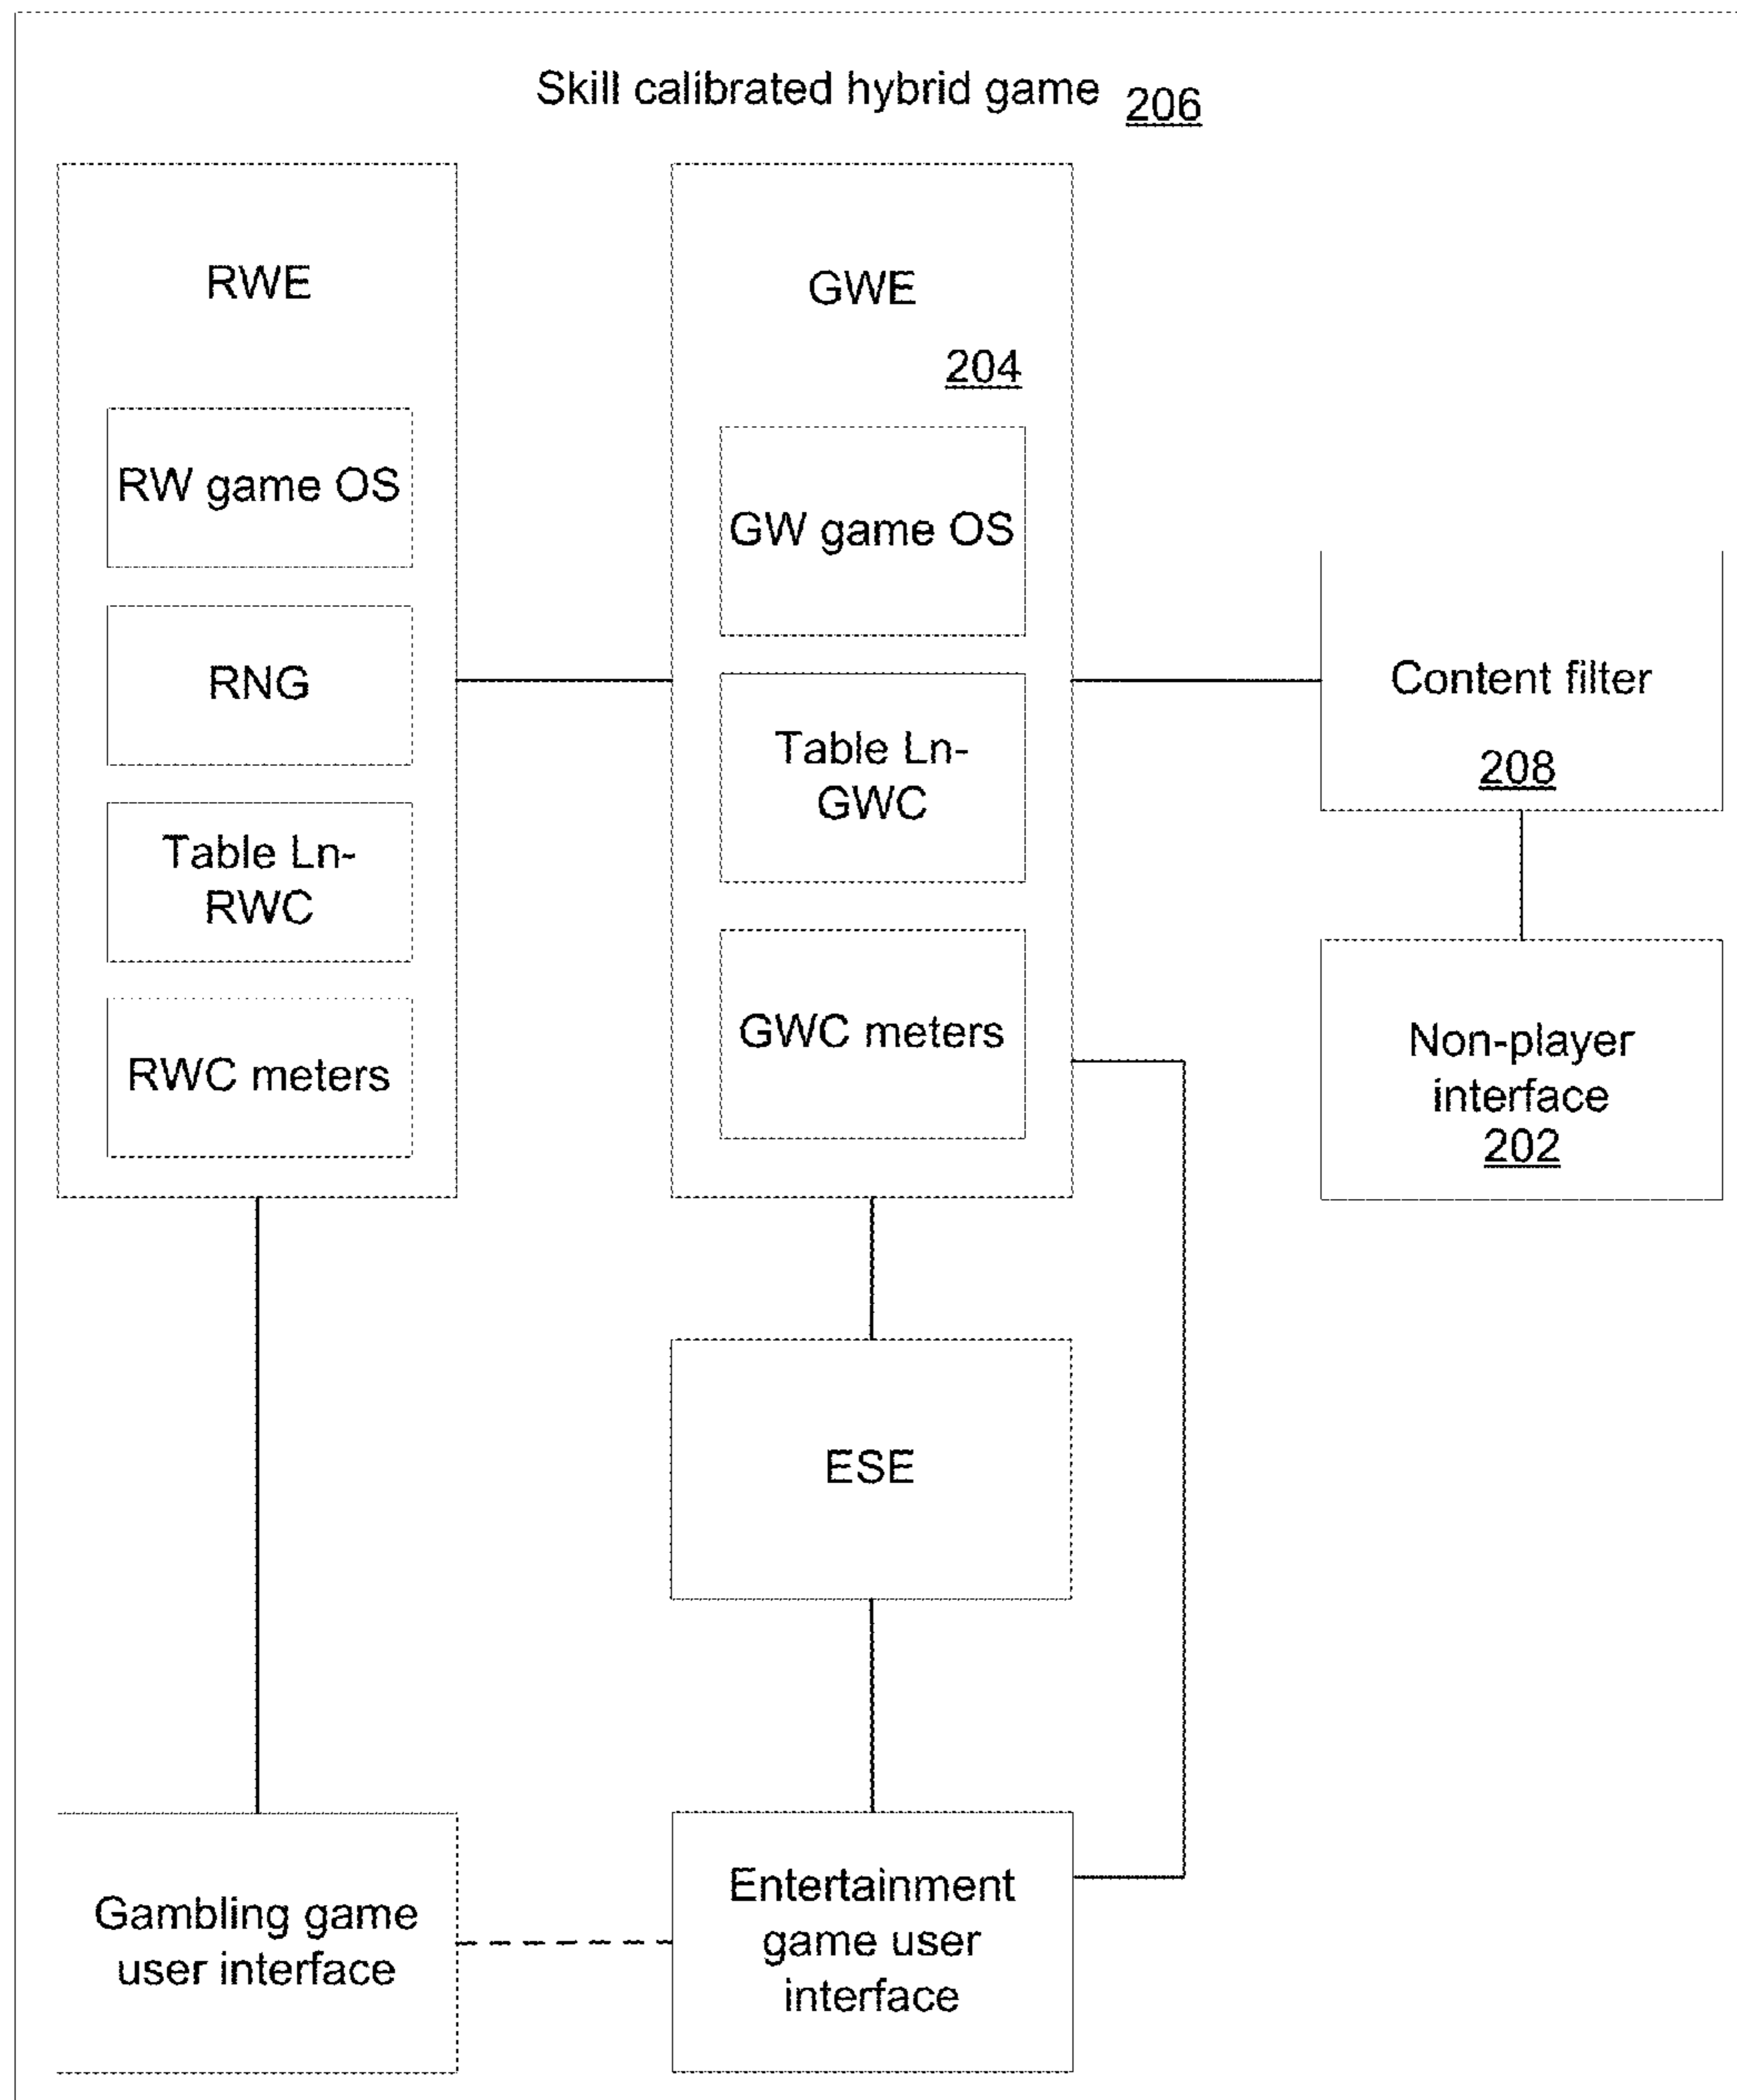 Skill calibrated hybrid game 206
RWE
RW game OS
RNG
Table Ln-
RWC
RWC meters
GWE
204
GW game OS
Table Ln-
GWC
GWC meters
Content filter
208
Non-player
interface
202
ESE
Gambling game
user interface
Entertainment
game user
interface